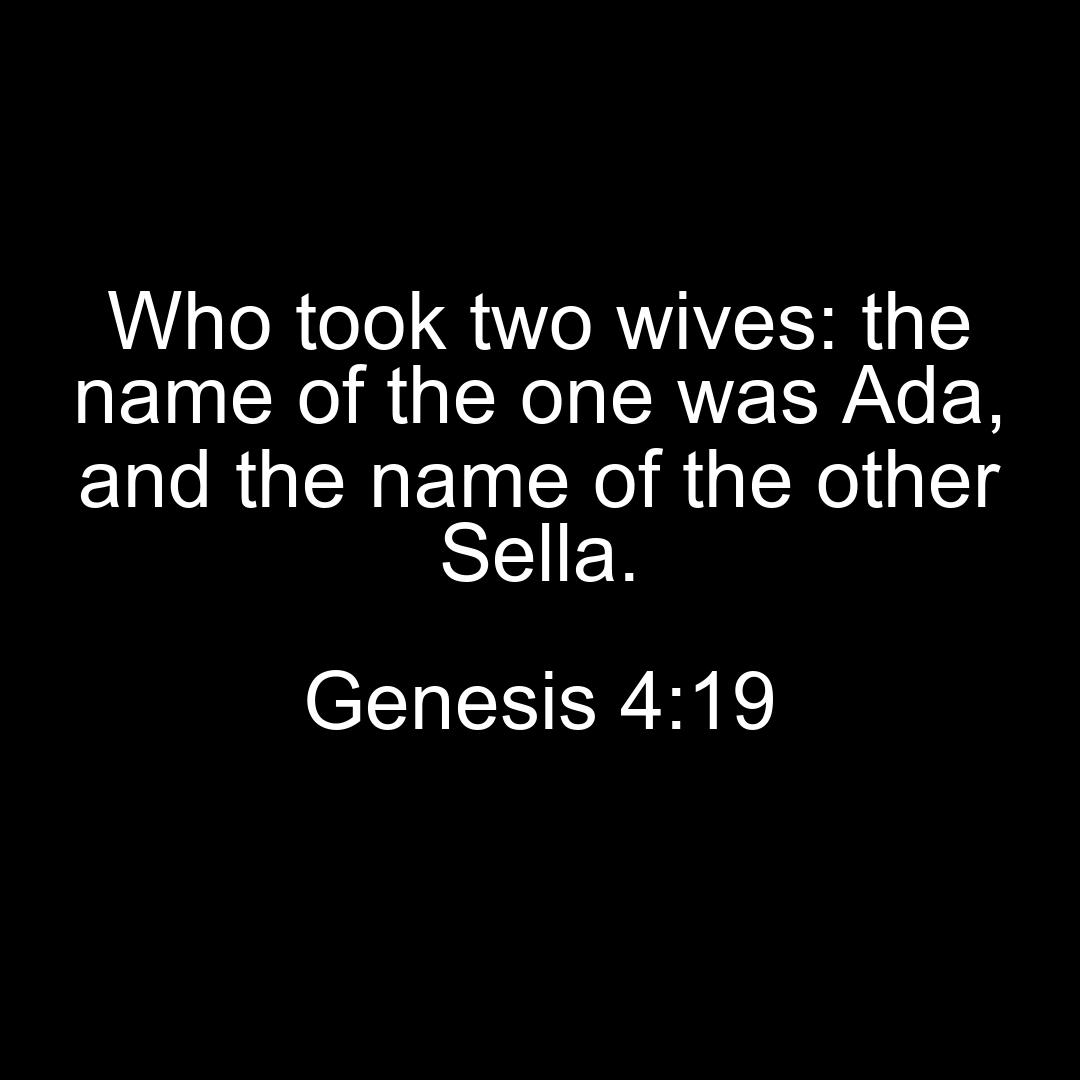 Who took two wives: the
name of the one was Ada,
and the name of the other
Sella.
Genesis 4:19